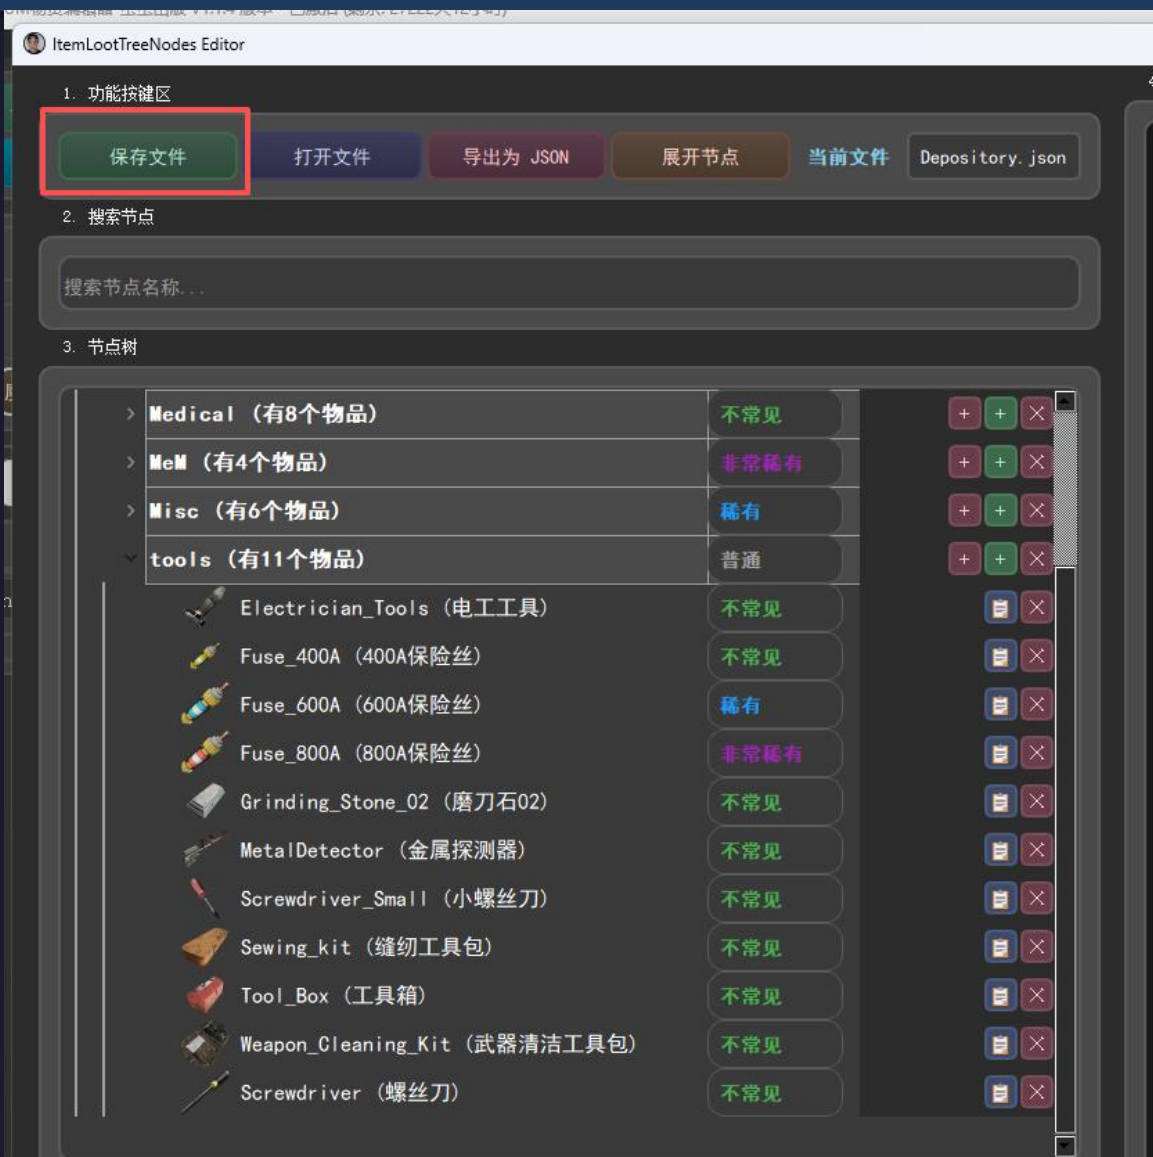 ItemLootTreeNodes Editor
1. 功能按键区
保存文件 打开文件 导出为 JSON 展开节点 当前文件 Depository.json
2. 搜索节点
搜索节点名称...
3. 节点树
Medical (有8个物品) 不常见
MeM (有4个物品) 非常稀有
Misc (有6个物品) 稀有
tools (有11个物品) 普通
Electrician_Tools (电工工具) 不常见
Fuse_400A (400A保险丝) 不常见
Fuse_600A (600A保险丝) 稀有
Fuse_800A (800A保险丝) 非常稀有
Grinding_Stone_02 (磨刀石02) 不常见
MetalDetector (金属探测器) 不常见
Screwdriver_Small (小螺丝刀) 不常见
Sewing_kit (缝纫工具包) 不常见
Tool_Box (工具箱) 不常见
Weapon_Cleaning_Kit (武器清洁工具包) 不常见
Screwdriver (螺丝刀) 不常见